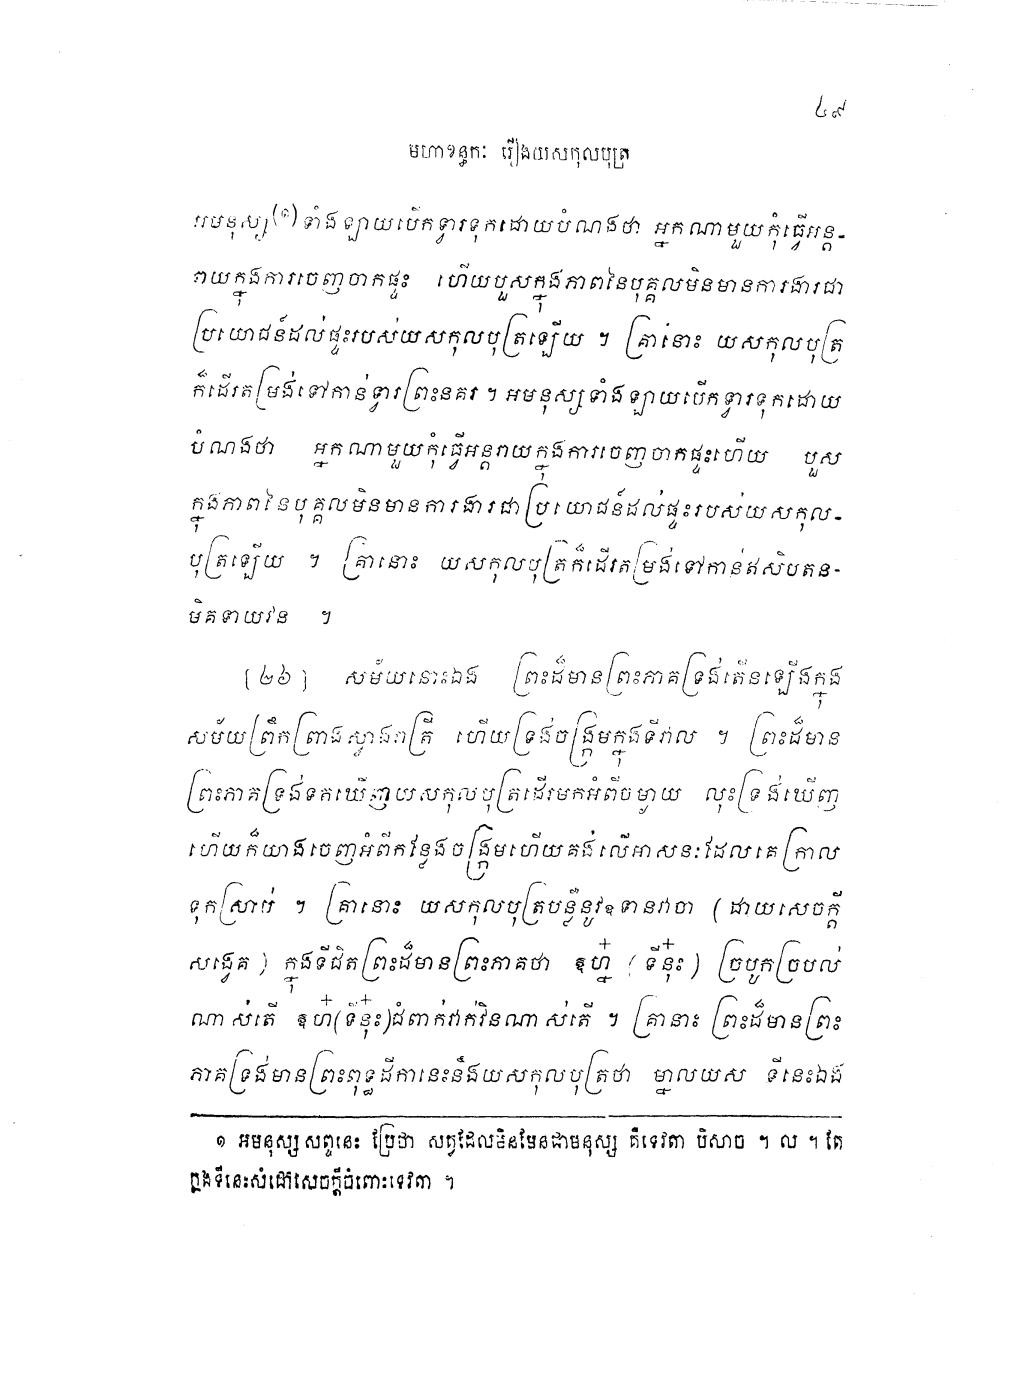 ៤៩
មហាខន្ធកៈ រឿងយសកុលបុត្រ
អមនុស្ស(១)ទាំងឡាយបើកទ្វារទុកដោយបំណងថា អ្នកណាមួយកុំធ្វើអន្ត-
រាយក្នុងការចេញចាកផ្ទះ ហើយបួសក្នុងភាពនៃបុគ្គលមិនមានការងារជា
ប្រយោជន៍ដល់ផ្ទះរបស់យសកុលបុត្រឡើយ ។ គ្រានោះ យសកុលបុត្រ
ក៏ដើរតម្រង់ទៅកាន់ទ្វារព្រះនគរ ។ អមនុស្សទាំងឡាយបើកទ្វារទុកដោយ
បំណងថា អ្នកណាមួយកុំធ្វើអន្តរាយក្នុងការចេញចាកផ្ទះហើយ បួស
ក្នុងភាពនៃបុគ្គលមិនមានការងារជាប្រយោជន៍ដល់ផ្ទះរបស់យសកុល-
បុត្រឡើយ ។ គ្រានោះ យសកុលបុត្រក៏ដើរតម្រង់ទៅកាន់ឥសិបតន-
មិគទាយវន ។
[២៦] សម័យនោះឯង ព្រះដ៏មានព្រះភាគទ្រង់តើនឡើងក្នុង
សម័យព្រឹកព្រាងស្វាងរាត្រី ហើយទ្រង់ចង្ក្រមក្នុងទីវាល ។ ព្រះដ៏មាន
ព្រះភាគទ្រង់ទតឃើញយសកុលបុត្រដើរមកអំពីចម្ងាយ លុះទ្រង់ឃើញ
ហើយក៏យាងចេញអំពីកន្លែងចង្ក្រមហើយគង់លើអាសនៈដែលគេក្រាល
ទុកស្រាប់ ។ គ្រានោះ យសកុលបុត្របន្លឺនូវឧទានវាចា (ដោយសេចក្តី
សង្វេគ) ក្នុងទីជិតព្រះដ៏មានព្រះភាគថា ឧហ្ន៎ (ទីនុ៎ះ) ច្របូកច្របល់
ណាស់តើ ឧហ៎(ទីនុ៎ះ)ជំពាក់វាក់វិនណាស់តើ ។ គ្រានោះ ព្រះដ៏មានព្រះ
ភាគទ្រង់មានព្រះពុទ្ធដីកានេះនឹងយសកុលបុត្រថា ម្នាលយស ទីនេះឯង
១ អមនុស្ស សព្ទនេះ ប្រែថា សត្វដែលមិនមែនជាមនុស្ស គឺទេវតា បិសាច ។ ល ។ តែ
ក្នុងទីនេះសំដៅសេចក្តីចំពោះទេវតា ។